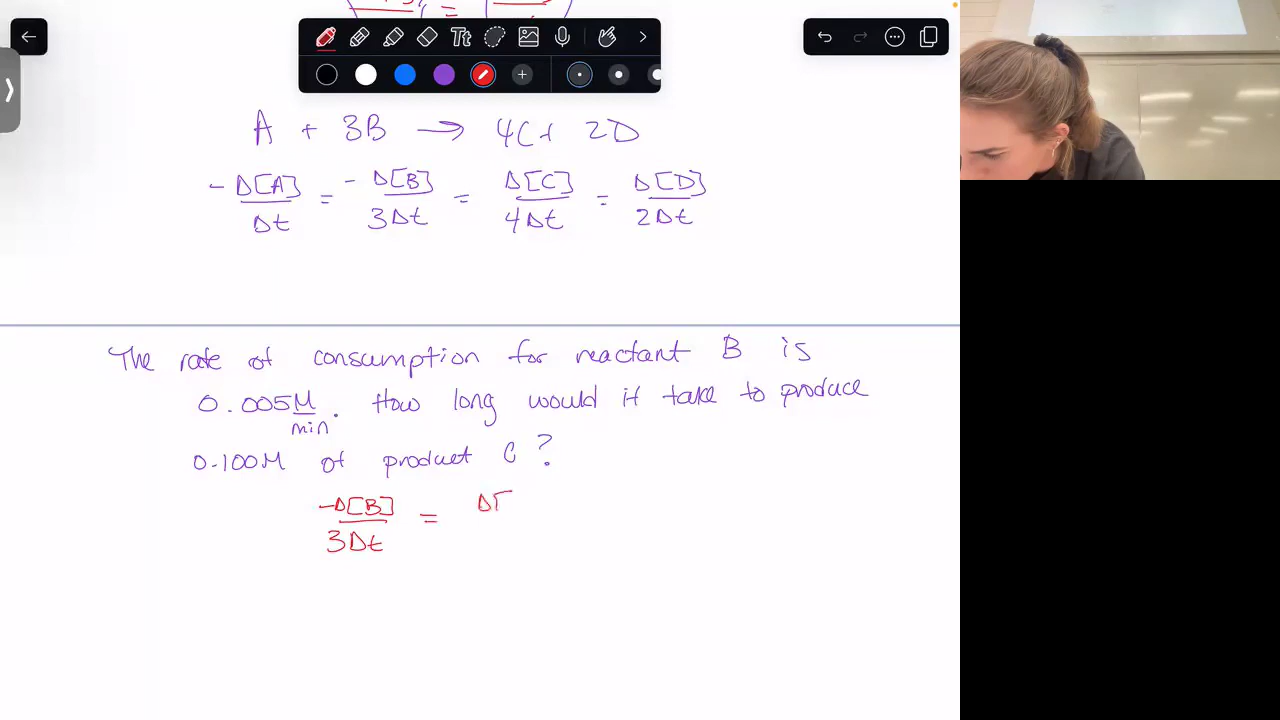 Tt
A + 3B → 4C + 2D
-Δ[A]/Δt = -Δ[B]/3Δt = Δ[C]/4Δt = Δ[D]/2Δt
The rate of consumption for reactant B is
0.005 M/min. How long would it take to produce
0.100M of product C?
-Δ[B]/3Δt = Δ[